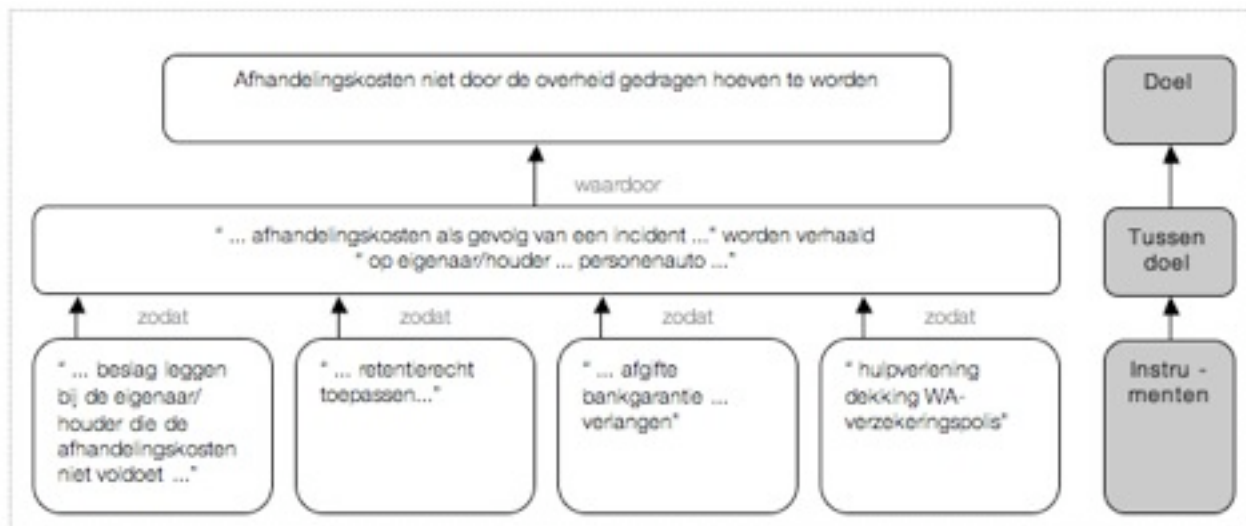 Afhandelingskosten niet door de overheid gedragen hoeven te worden
Doel
waardoor
" ... afhandelingskosten als gevolg van een incident ..." worden verhaald
" op eigenaar/houder ... personenauto ..."
Tussen
doel
zodat
zodat
zodat
zodat
" ... beslag leggen
bij de eigenaar/
houder die de
afhandelingskosten
niet voldoet ..."
" ... retentierecht
toepassen..."
" ... afgifte
bankgarantie ...
verlangen"
" hulpverlening
dekking WA-
verzekeringspolis"
Instru -
menten